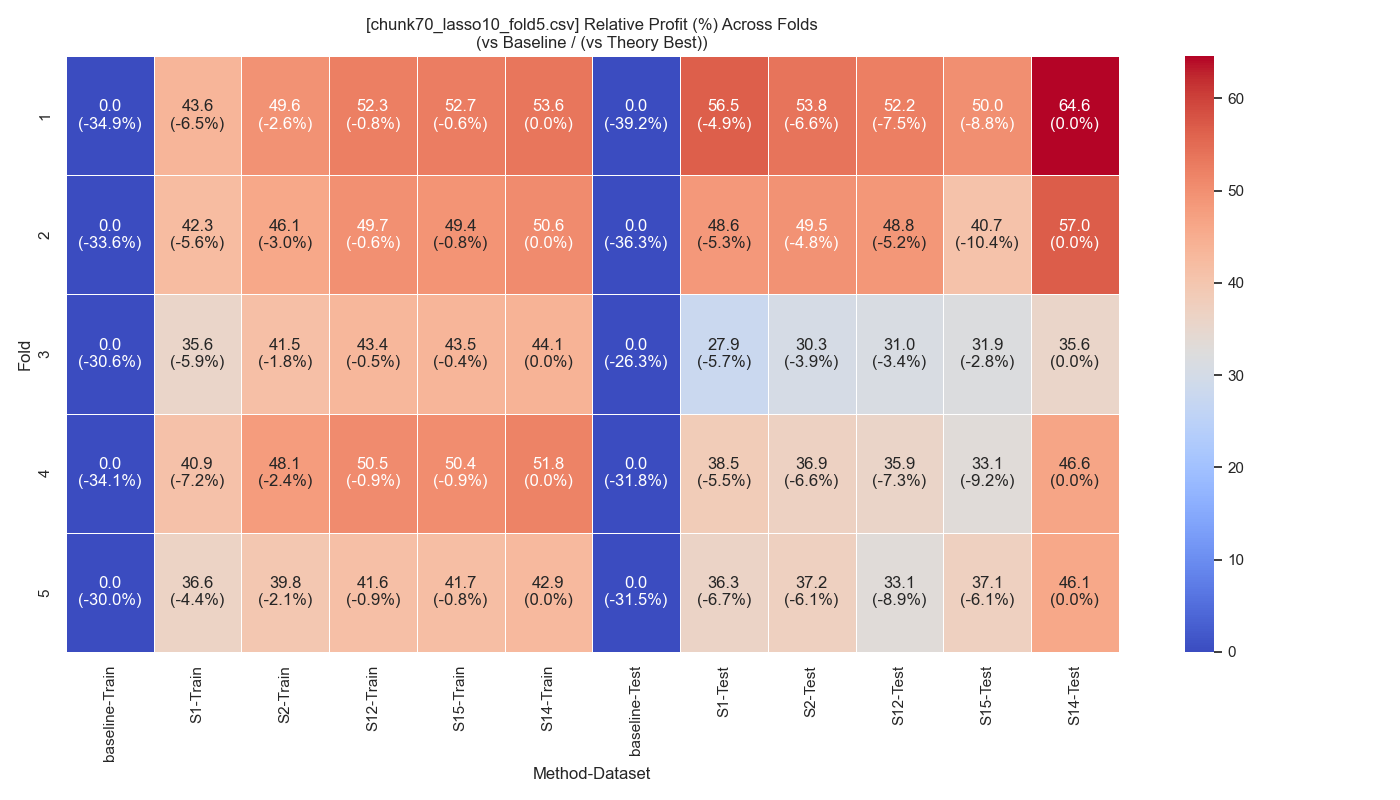 [chunk70_lasso10_fold5.csv] Relative Profit (%) Across Folds
(vs Baseline / (vs Theory Best))
0.0 43.6 49.6 52.3 52.7 53.6 0.0 56.5 53.8 52.2 50.0 64.6
(-34.9%) (-6.5%) (-2.6%) (-0.8%) (-0.6%) (0.0%) (-39.2%) (-4.9%) (-6.6%) (-7.5%) (-8.8%) (0.0%)
1
0.0 42.3 46.1 49.7 49.4 50.6 0.0 48.6 49.5 48.8 40.7 57.0
(-33.6%) (-5.6%) (-3.0%) (-0.6%) (-0.8%) (0.0%) (-36.3%) (-5.3%) (-4.8%) (-5.2%) (-10.4%) (0.0%)
2
0.0 35.6 41.5 43.4 43.5 44.1 0.0 27.9 30.3 31.0 31.9 35.6
(-30.6%) (-5.9%) (-1.8%) (-0.5%) (-0.4%) (0.0%) (-26.3%) (-5.7%) (-3.9%) (-3.4%) (-2.8%) (0.0%)
3
Fold
0.0 40.9 48.1 50.5 50.4 51.8 0.0 38.5 36.9 35.9 33.1 46.6
(-34.1%) (-7.2%) (-2.4%) (-0.9%) (-0.9%) (0.0%) (-31.8%) (-5.5%) (-6.6%) (-7.3%) (-9.2%) (0.0%)
4
0.0 36.6 39.8 41.6 41.7 42.9 0.0 36.3 37.2 33.1 37.1 46.1
(-30.0%) (-4.4%) (-2.1%) (-0.9%) (-0.8%) (0.0%) (-31.5%) (-6.7%) (-6.1%) (-8.9%) (-6.1%) (0.0%)
5
baseline-Train
S1-Train
S2-Train
S12-Train
S15-Train
S14-Train
baseline-Test
S1-Test
S2-Test
S12-Test
S15-Test
S14-Test
Method-Dataset
60
50
40
30
20
10
0